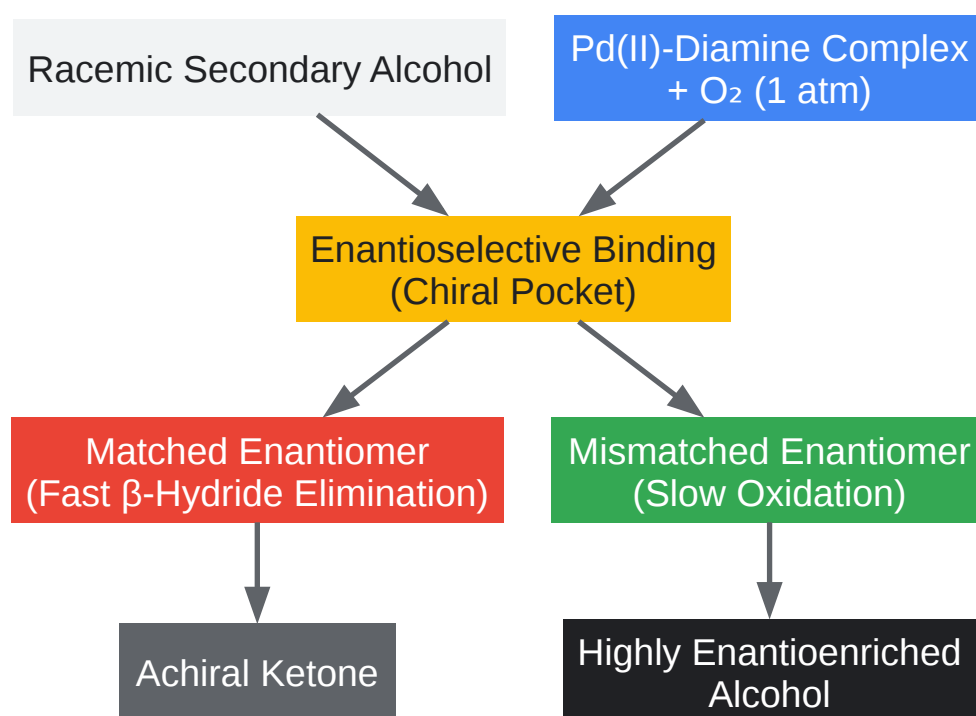 Racemic Secondary Alcohol
Pd(II)-Diamine Complex
+ O₂ (1 atm)
Enantioselective Binding
(Chiral Pocket)
Matched Enantiomer
(Fast β-Hydride Elimination)
Mismatched Enantiomer
(Slow Oxidation)
Achiral Ketone
Highly Enantioenriched
Alcohol